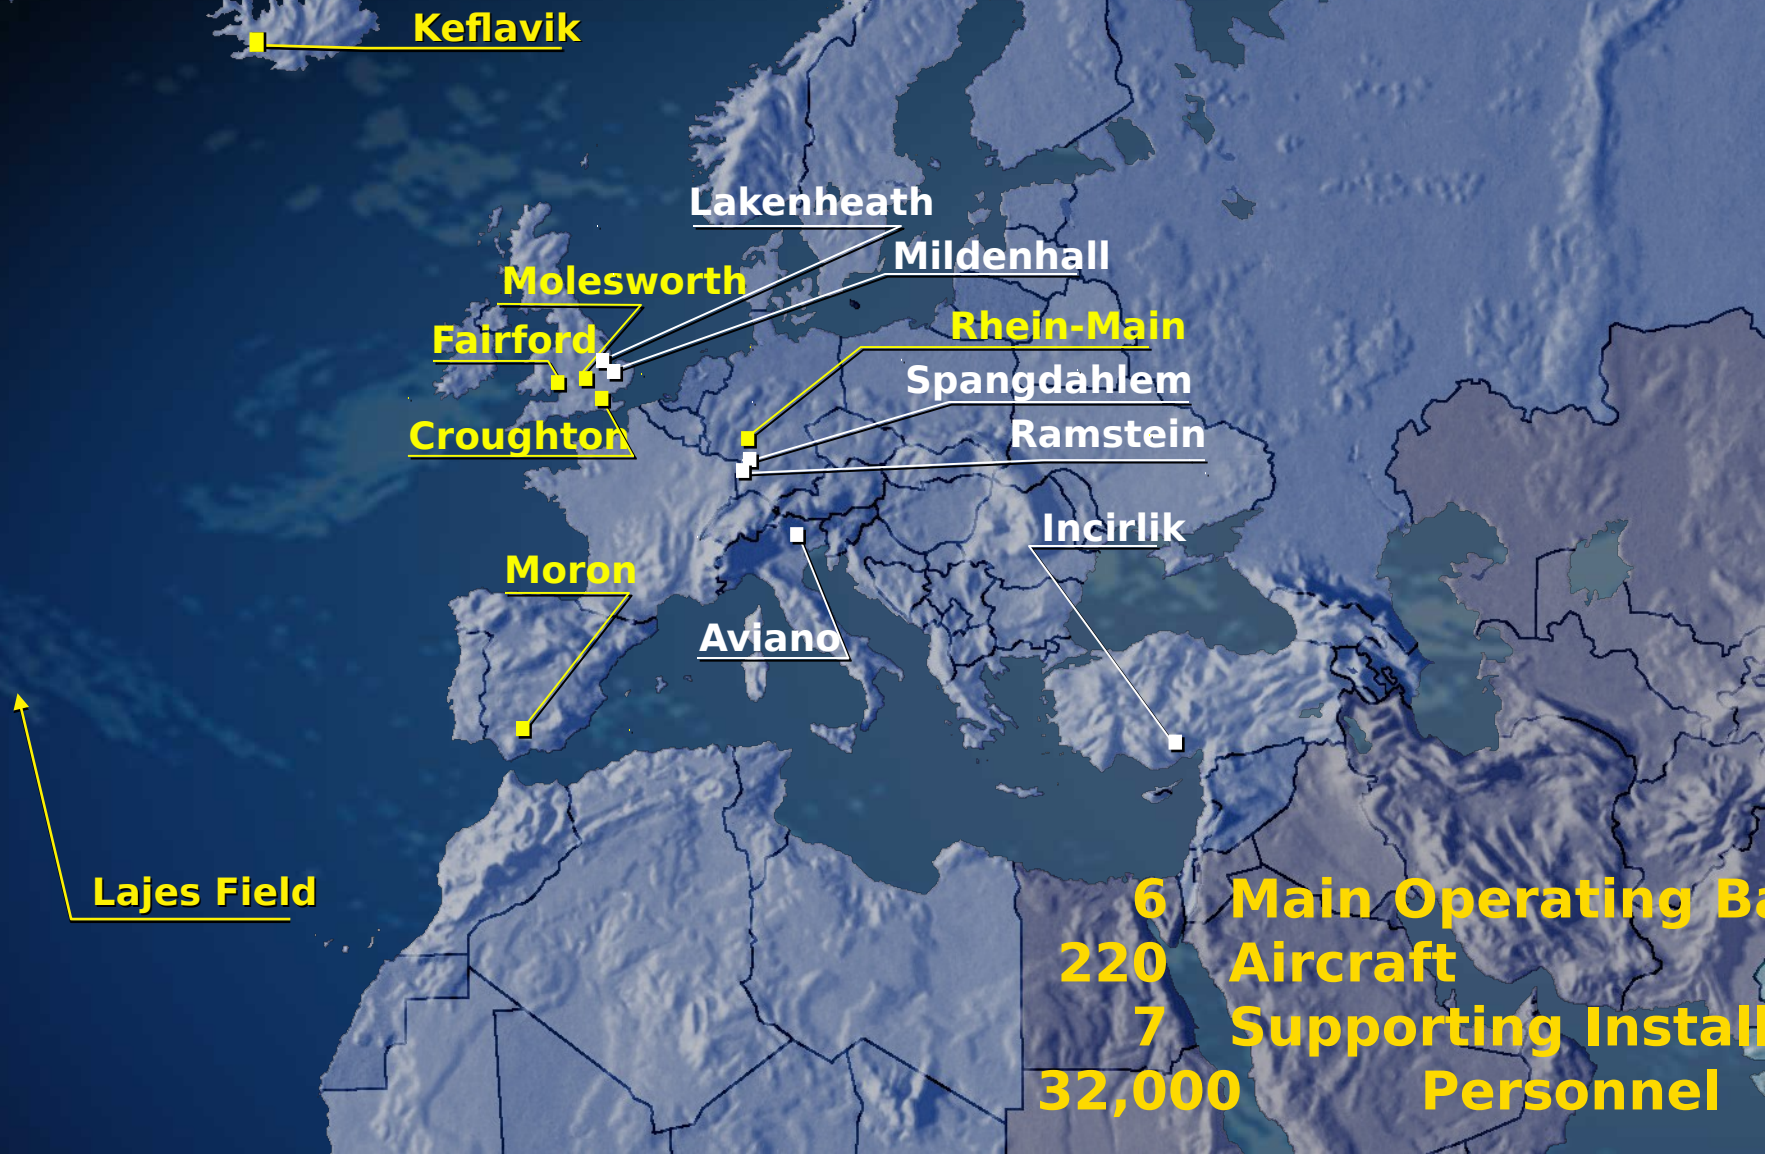 Keflavik
Lakenheath
Mildenhall
Molesworth
Rhein-Main
Fairford
Spangdahlem
Croughton
Ramstein
Incirlik
Moron
Aviano
Lajes Field
6 Main Operating Ba
220 Aircraft
7 Supporting Install
32,000 Personnel